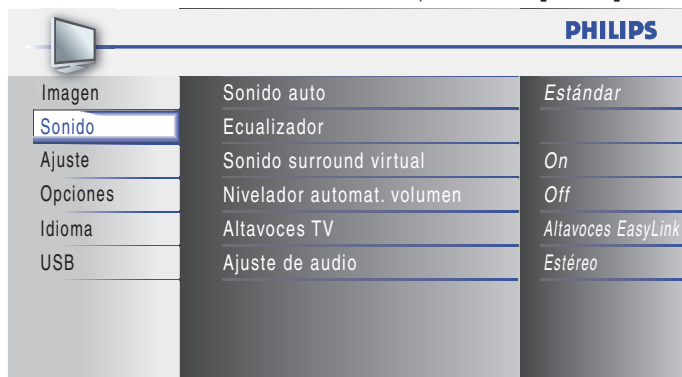 PHILIPS
Imagen Sonido auto Estándar
Sonido Ecualizador
Ajuste Sonido surround virtual On
Opciones Nivelador automat. volumen Off
Idioma Altavoces TV Altavoces EasyLink
USB Ajuste de audio Estéreo